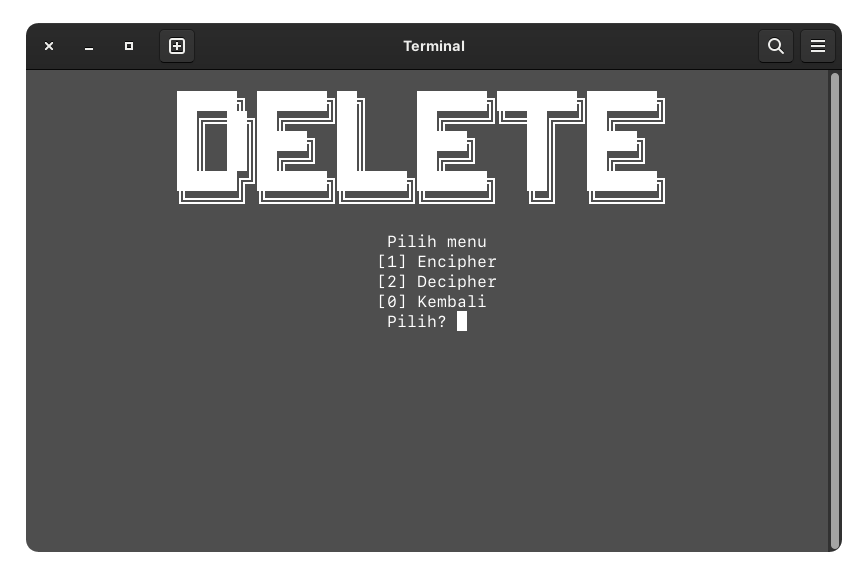 Terminal
DELETE
Pilih menu
[1] Encipher
[2] Decipher
[0] Kembali
Pilih?